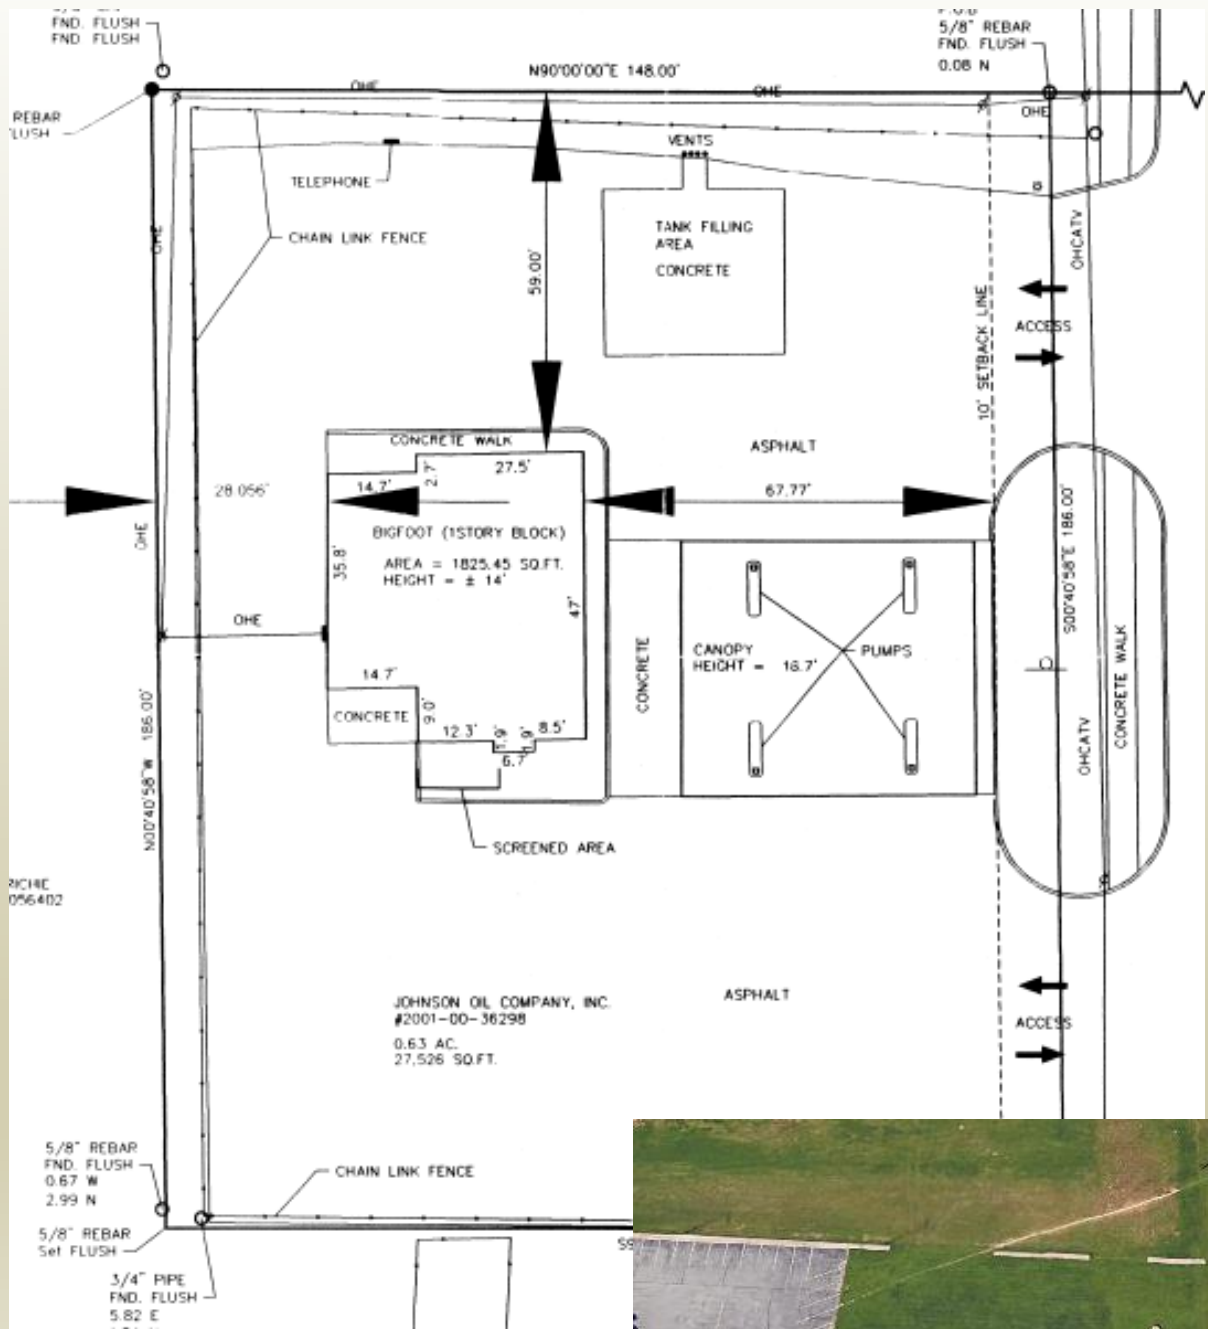 FND. FLUSH
FND FLUSH
5/8" REBAR
FND. FLUSH
0.08 N
N90°00'00"E 148.00'
OHE
OHE
OHE
REBAR
VENTS
TELEPHONE
TANK FILLING
AREA
CONCRETE
CHAIN LINK FENCE
OHE
59.00'
OHCATV
10' SETBACK LINE
ACCESS
CONCRETE WALK
ASPHALT
2.7'
27.5'
14.7'
28.056'
67.77'
S00°40'58"E 186.00'
OHE
BIGFOOT (1STORY BLOCK)
AREA = 1825.45 SQ.FT.
HEIGHT = ± 14'
35.8'
47'
OHE
CANOPY
HEIGHT = 16.7'
PUMPS
CONCRETE
CONCRETE WALK
14.7'
CONCRETE
9.0'
12.3'
1.9'
1.9'
8.5'
6.7'
OHCATV
N00°40'58"W 186.00'
SCREENED AREA
RICHIE
056402
JOHNSON OIL COMPANY, INC.
#2001-00-36298
0.63 AC.
27,526 SQ.FT.
ASPHALT
ACCESS
5/8" REBAR
FND. FLUSH
0.67 W
2.99 N
CHAIN LINK FENCE
5/8" REBAR
Set FLUSH
3/4" PIPE
FND. FLUSH
5.82 E